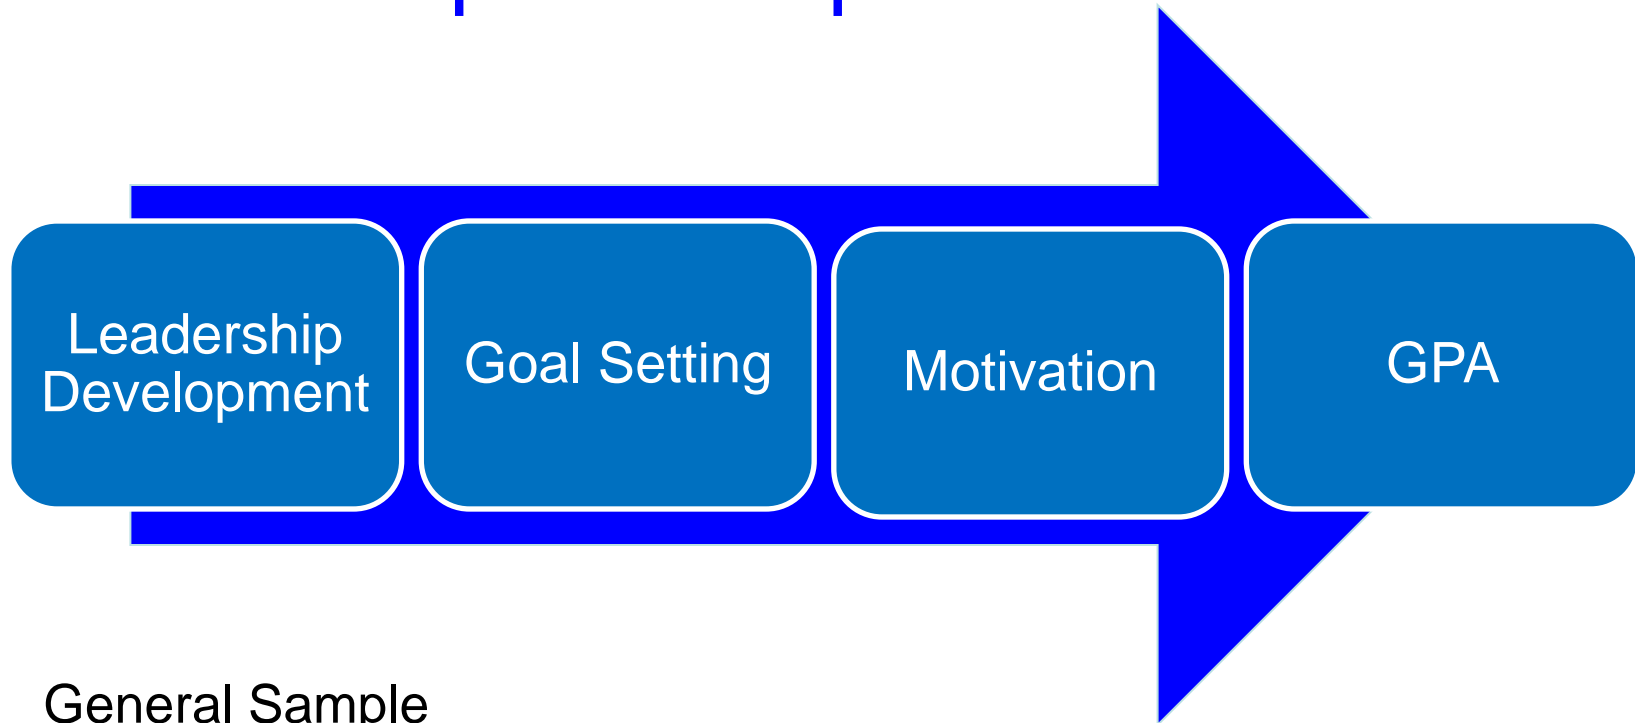 Leadership
Development
Goal Setting
Motivation
GPA
General Sample